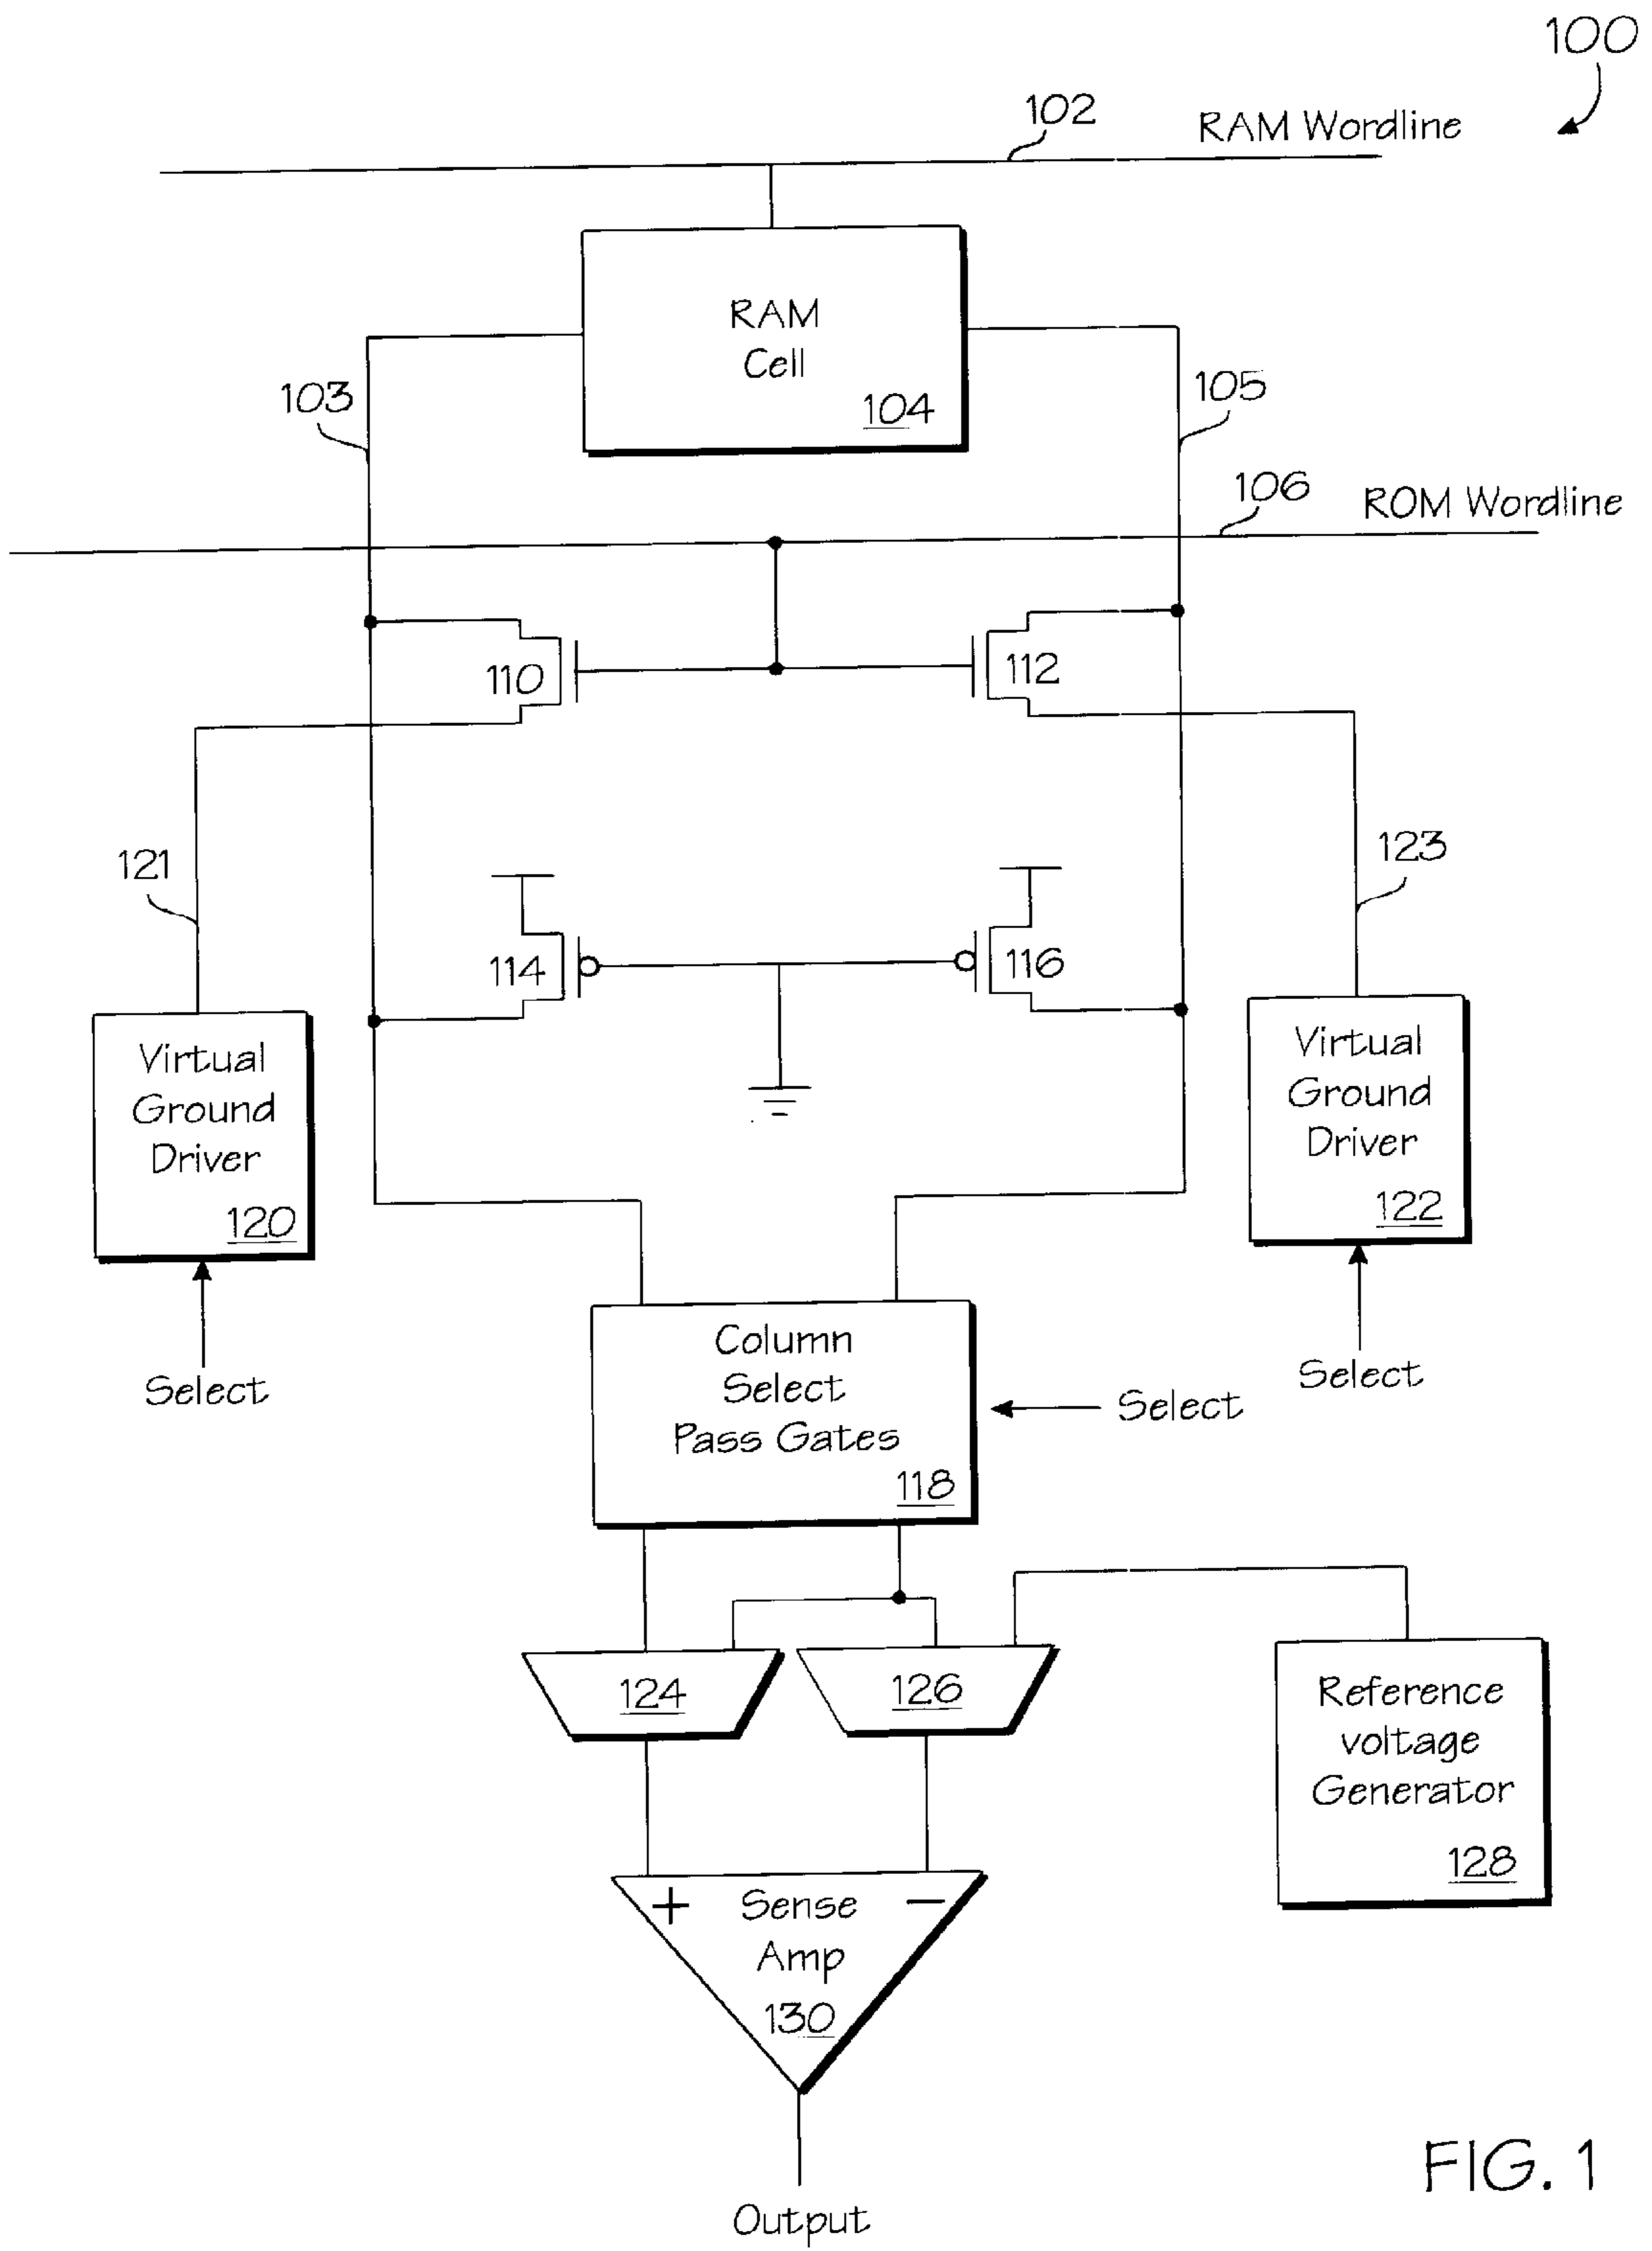 100
102
RAM Wordline
RAM
Cell
104
103
105
106
ROM Wordline
110
112
121
123
114
116
Virtual
Ground
Driver
120
Virtual
Ground
Driver
122
Select
Select
Column
Select
Pass Gates
118
Select
124
126
Reference
voltage
Generator
128
+ Sense −
Amp
130
Output
FIG. 1